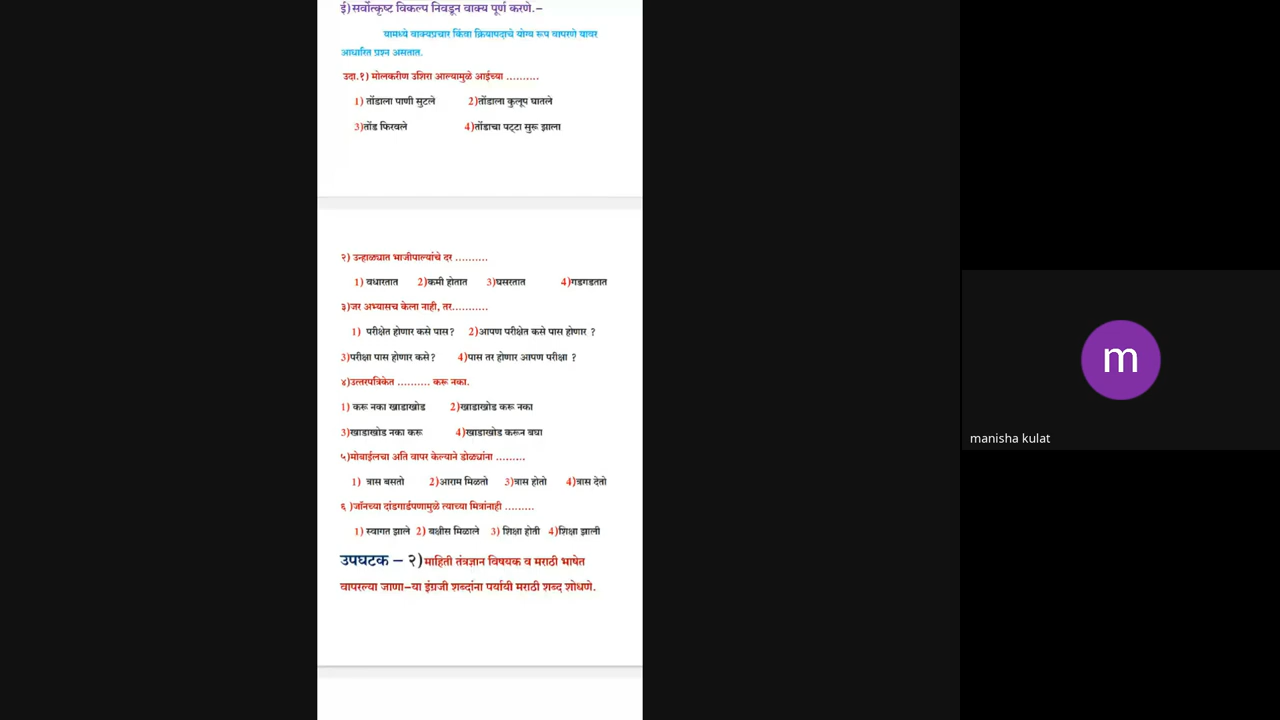 ई)सर्वोत्कृष्ट विकल्प निवडून वाक्य पूर्ण करणे.–
यामध्ये वाक्यप्रचार किंवा क्रियापदाचे योग्य रूप वापरणे यावर
आधारित प्रश्न असतात.
उदा.१) मोलकरीण उशिरा आल्यामुळे आईच्या ..........
1) तोंडाला पाणी सुटले 2)तोंडाला कुलूप घातले
3)तोंड फिरवले 4)तोंडाचा पट्टा सुरू झाला
२) उन्हाळ्यात भाजीपाल्यांचे दर ..........
1) वधारतात 2)कमी होतात 3)घसरतात 4)गडगडतात
३)जर अभ्यासच केला नाही, तर...........
1) परीक्षेत होणार कसे पास? 2)आपण परीक्षेत कसे पास होणार ?
3)परीक्षा पास होणार कसे? 4)पास तर होणार आपण परीक्षा ?
४)उत्तरपत्रिकेत .......... करू नका.
1) करू नका खाडाखोड 2)खाडाखोड करू नका
3)खाडाखोड नका करू 4)खाडाखोड करून बघा
५)मोबाईलचा अति वापर केल्याने डोळ्यांना .........
1) त्रास बसतो 2)आराम मिळतो 3)त्रास होतो 4)त्रास देतो
६ )जॉनच्या दांडगाईपणामुळे त्याच्या मित्रांनाही .........
1) स्वागत झाले 2) बक्षीस मिळाले 3) शिक्षा होती 4)शिक्षा झाली
उपघटक – २)माहिती तंत्रज्ञान विषयक व मराठी भाषेत
वापरल्या जाणा–या इंग्रजी शब्दांना पर्यायी मराठी शब्द शोधणे.
m
manisha kulat